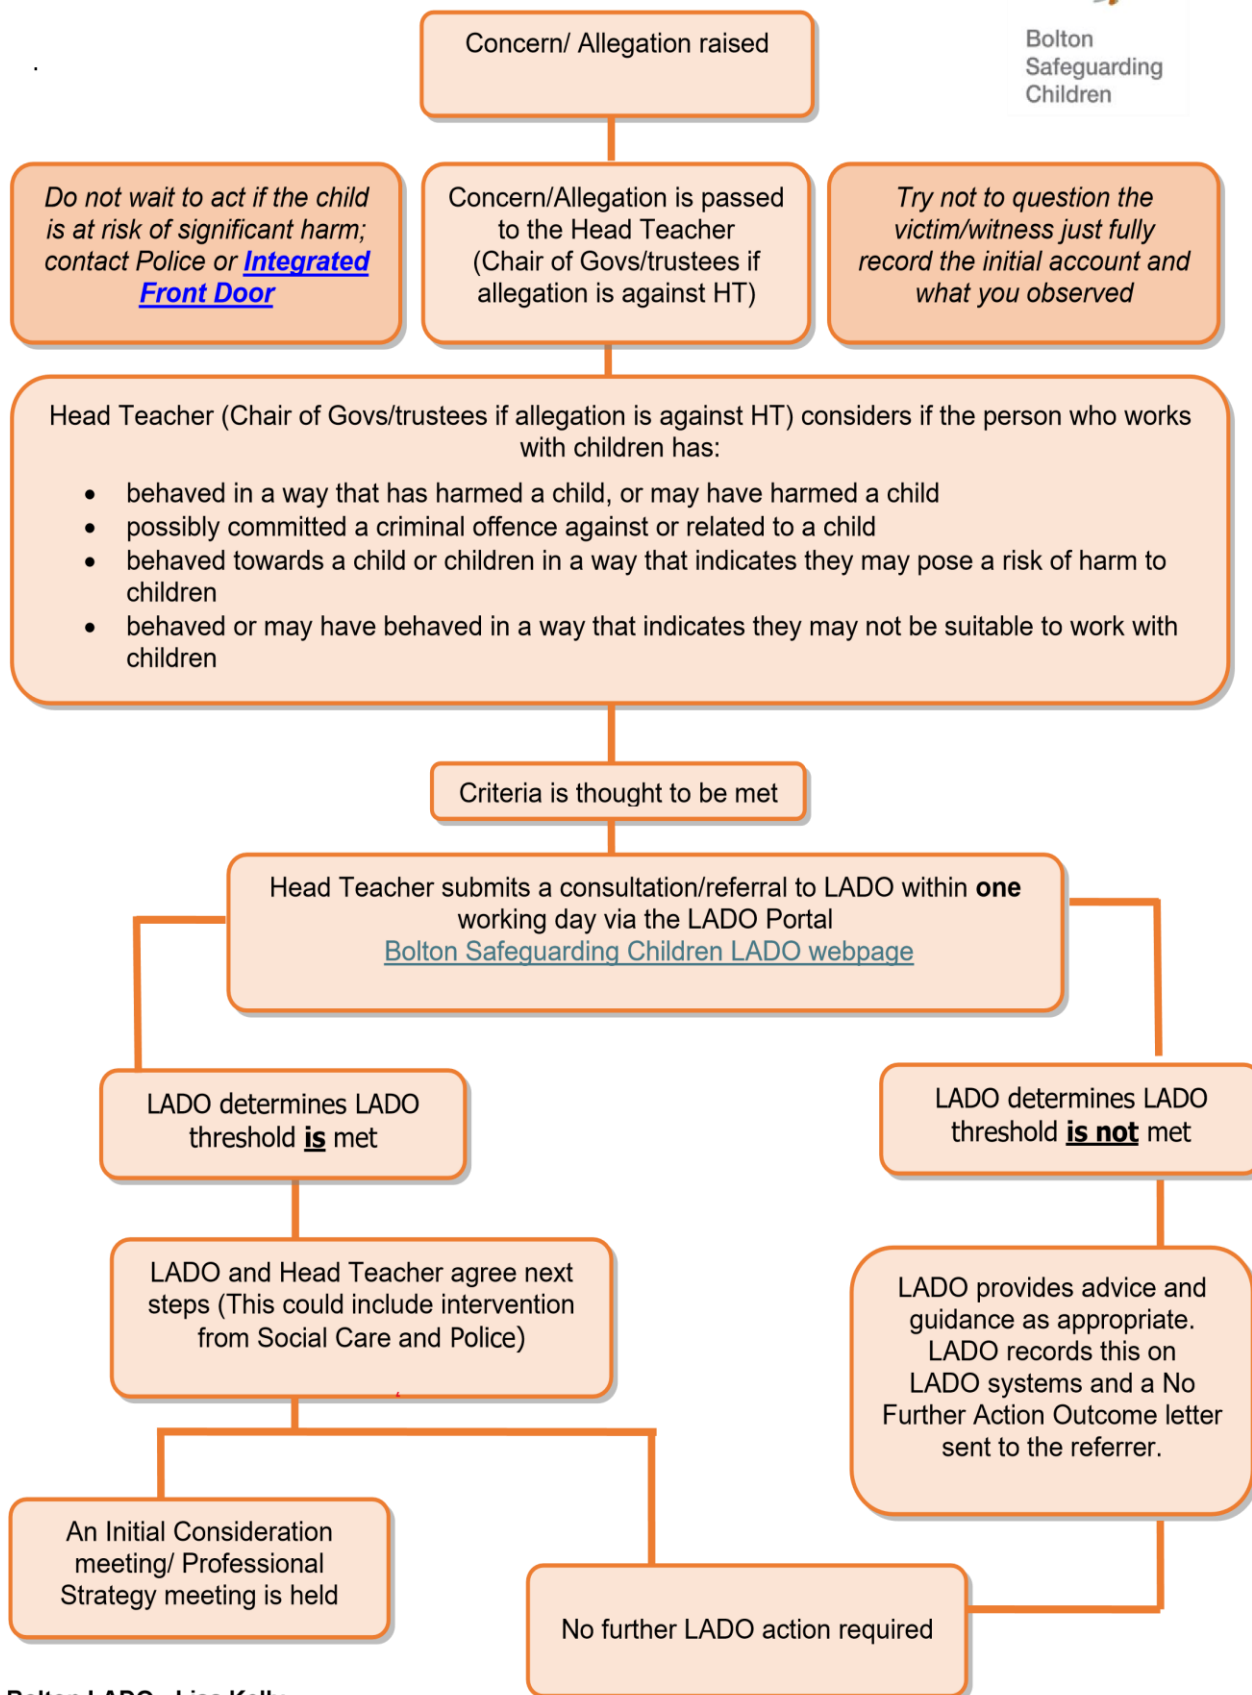 Concern/ Allegation raised
Bolton
Safeguarding
Children
.
Do not wait to act if the child
is at risk of significant harm;
contact Police or Integrated
Front Door
Concern/Allegation is passed
to the Head Teacher
(Chair of Govs/trustees if
allegation is against HT)
Try not to question the
victim/witness just fully
record the initial account and
what you observed
Head Teacher (Chair of Govs/trustees if allegation is against HT) considers if the person who works
with children has:
• behaved in a way that has harmed a child, or may have harmed a child
• possibly committed a criminal offence against or related to a child
• behaved towards a child or children in a way that indicates they may pose a risk of harm to
children
• behaved or may have behaved in a way that indicates they may not be suitable to work with
children
Criteria is thought to be met
Head Teacher submits a consultation/referral to LADO within one
working day via the LADO Portal
Bolton Safeguarding Children LADO webpage
LADO determines LADO
threshold is met
LADO determines LADO
threshold is not met
LADO and Head Teacher agree next
steps (This could include intervention
from Social Care and Police)
LADO provides advice and
guidance as appropriate.
LADO records this on
LADO systems and a No
Further Action Outcome letter
sent to the referrer.
An Initial Consideration
meeting/ Professional
Strategy meeting is held
No further LADO action required